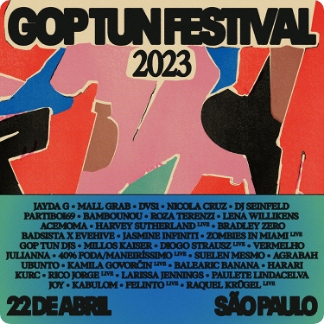 GOP TUN FESTIVAL
2023
JAYDA G • MALL GRAB • DVS1 • NICOLA CRUZ • DJ SEINFELD
PARTIBOI69 • BAMBOUNOU • ROZA TERENZI • LENA WILLIKENS
ACEMOMA • HARVEY SUTHERLAND LIVE • BRADLEY ZERO
BADSISTA X EVEHIVE • JASMINE INFINITI • ZOMBIES IN MIAMI LIVE
GOP TUN DJS • MILLOS KAISER • DIOGO STRAUSZ LIVE • VERMELHO
JULIANNA • 40% FODA/MANEIRÍSSIMO LIVE • SUELEN MESMO • AGRABAH
UBUNTO • KAMILA GOVORČIN LIVE • BALEARIC BANANA • HARARI
KURC • RICO JORGE LIVE • LARISSA JENNINGS • PAULETE LINDACELVA
JOY • KABULOM • FELINTO LIVE • RAQUEL KRÜGEL LIVE
22 DE ABRIL
SÃO PAULO